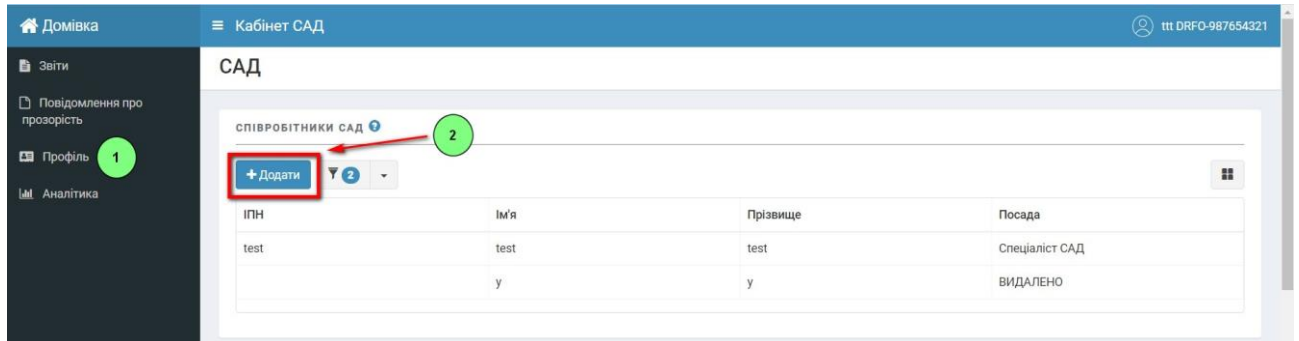 Домівка
Кабінет САД
ttt DRFO-987654321
Звіти
САД
Повідомлення про
прозорість
СПІВРОБІТНИКИ САД
2
Профіль 1
+ Додати 2
Аналітика
ІПН Ім'я Прізвище Посада
test test test Спеціаліст САД
у у ВИДАЛЕНО